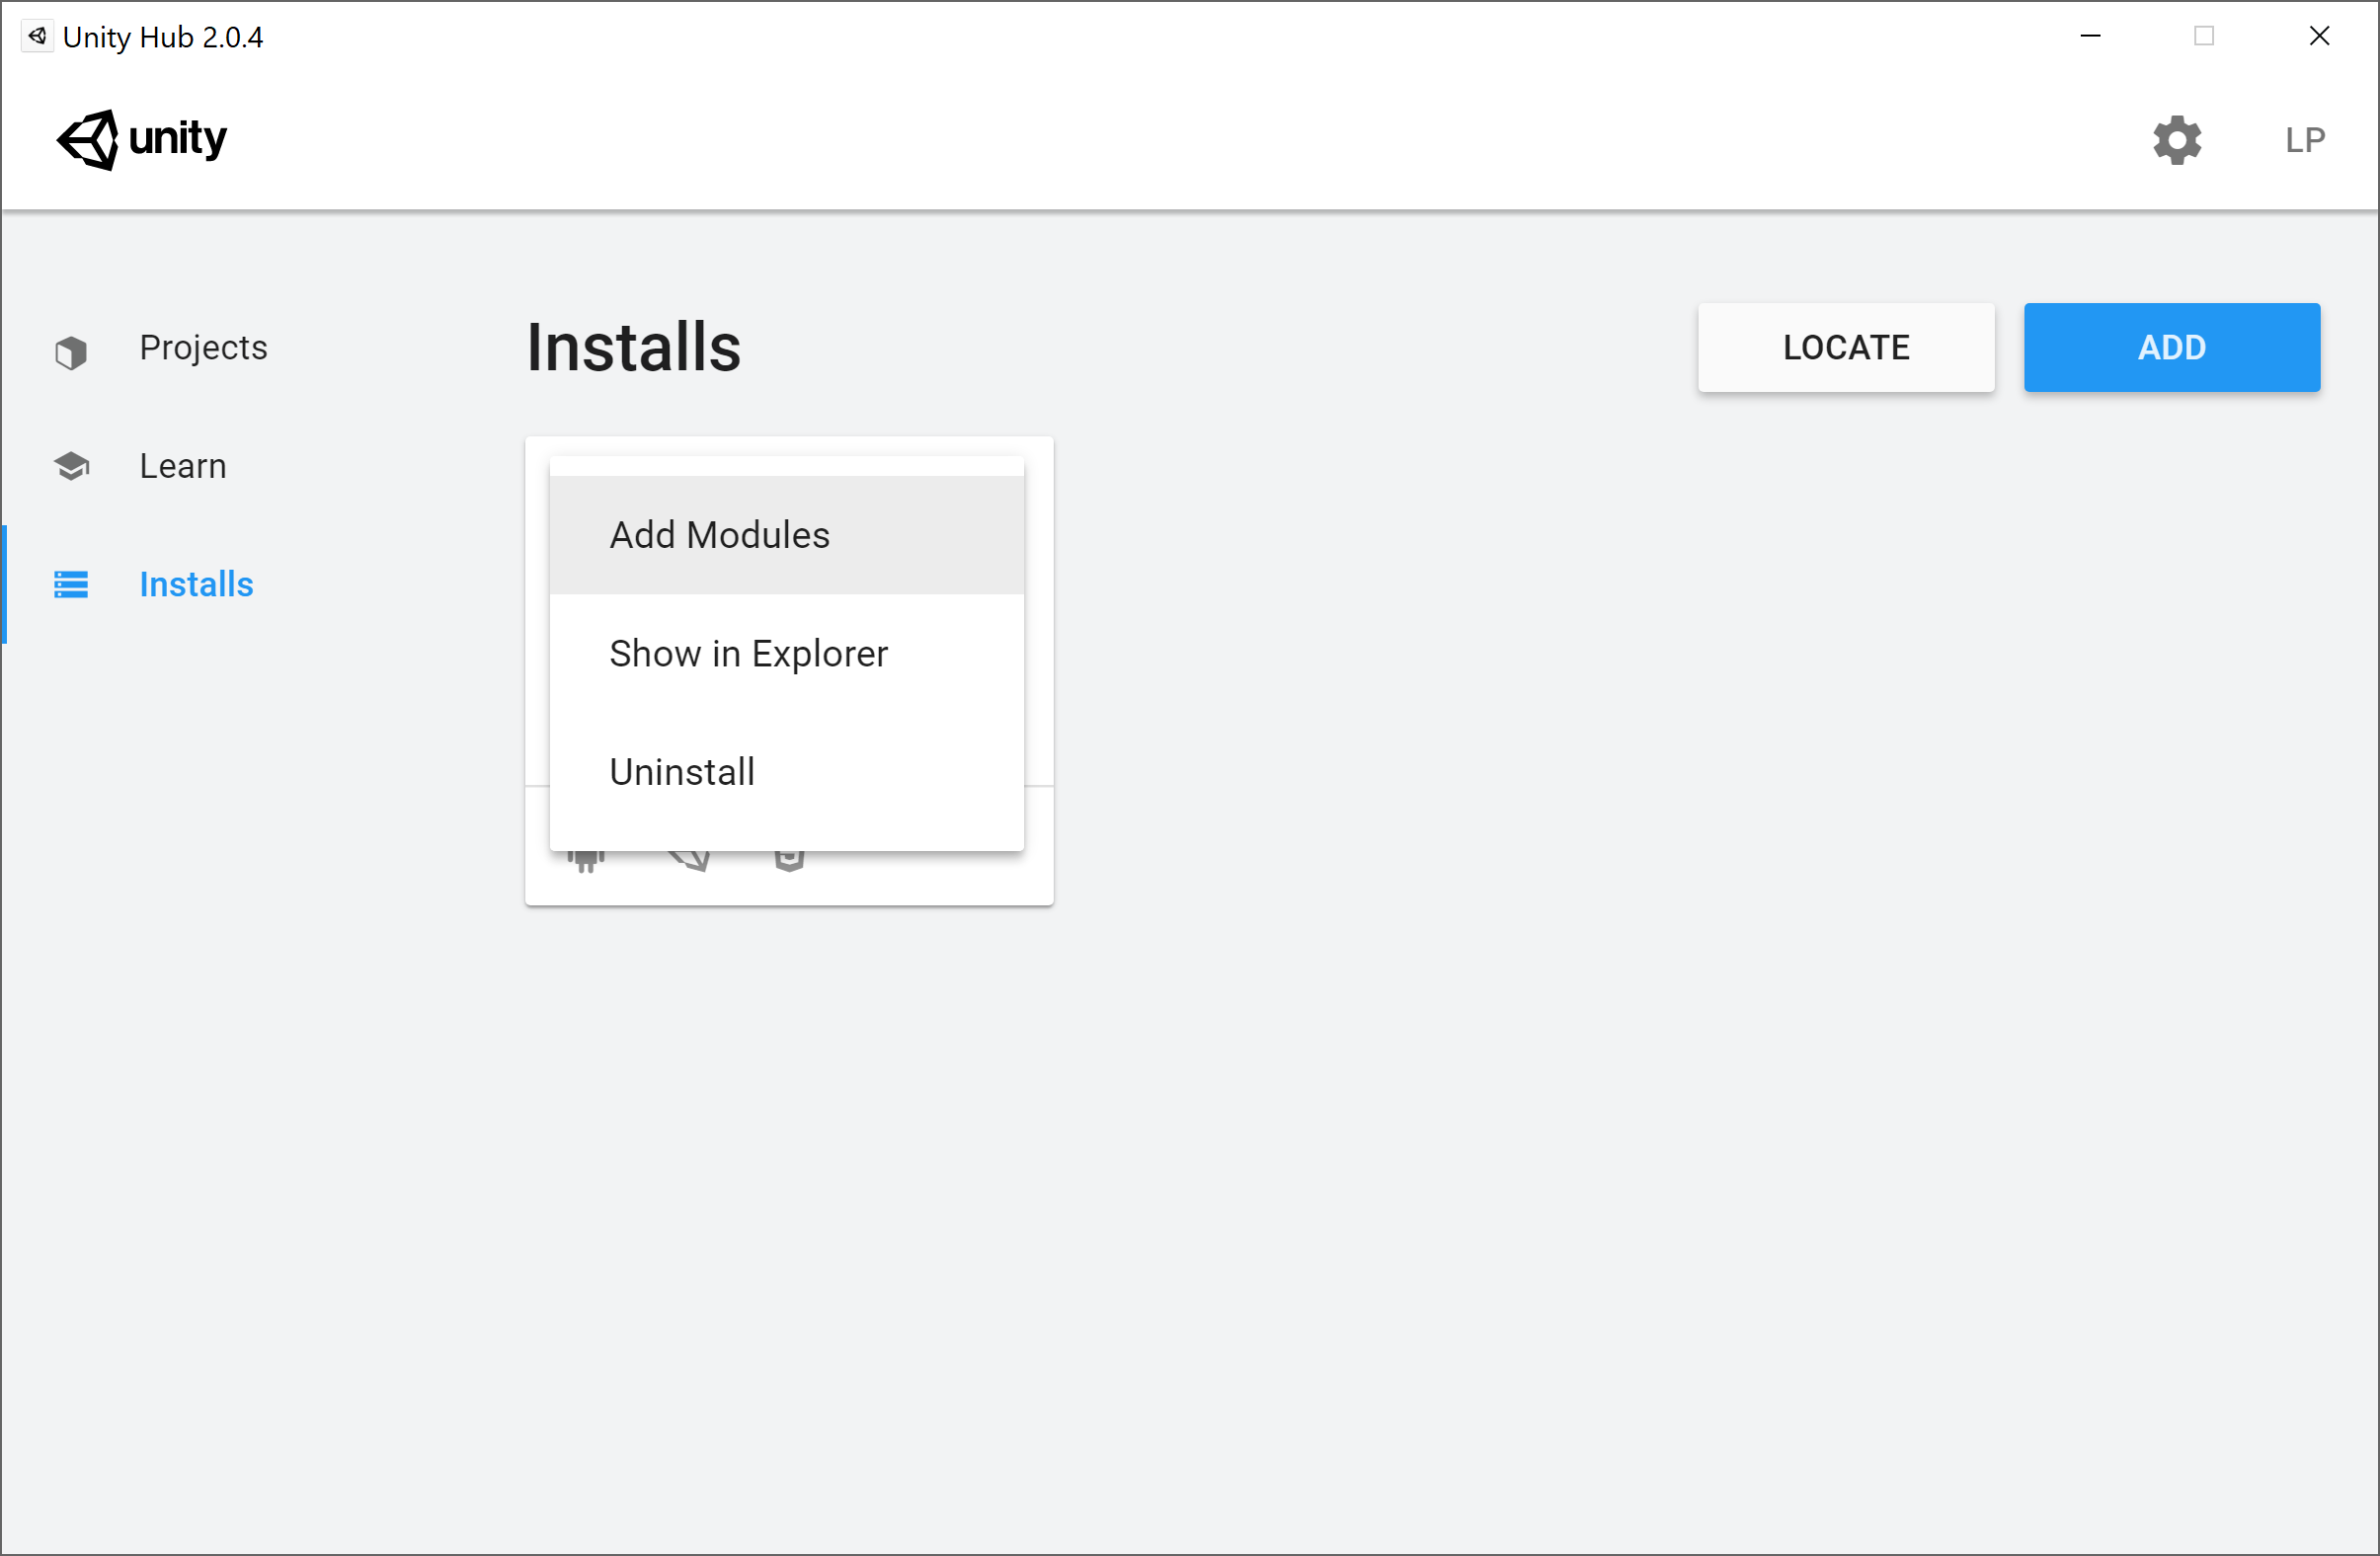 Unity Hub 2.0.4
unity
LP
Projects
Learn
Installs
Installs
LOCATE
ADD
Add Modules
Show in Explorer
Uninstall